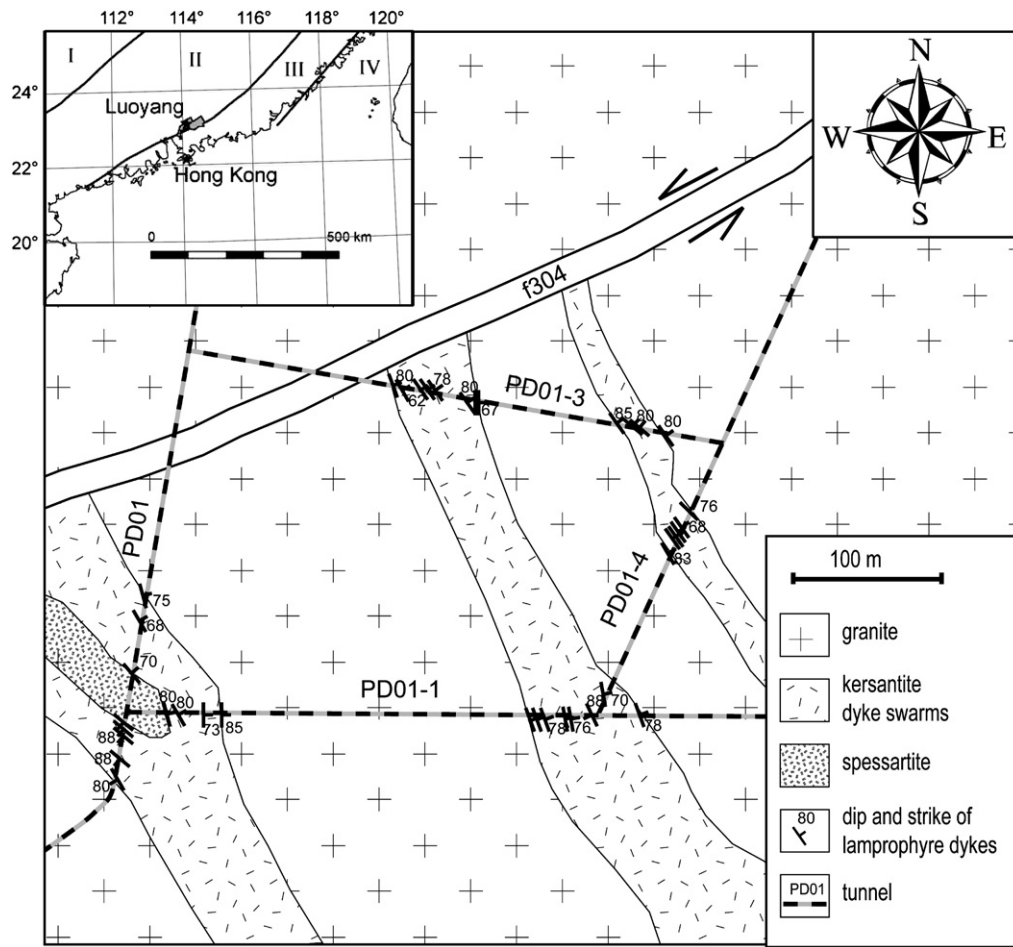 112° 114° 116° 118° 120°
I II III IV
24°
Luoyang
22°
Hong Kong
20°
0 500 km
N
W E
S
f304
80 78 80
62 67
PD01-3
85 80 80
76
68
83
PD01-4
PD01
75
68
70
80 80
73 85
PD01-1
88
88
80
88 70
78 76 78
100 m
granite
kersantite
dyke swarms
spessartite
80
dip and strike of
lamprophyre dykes
PD01
tunnel